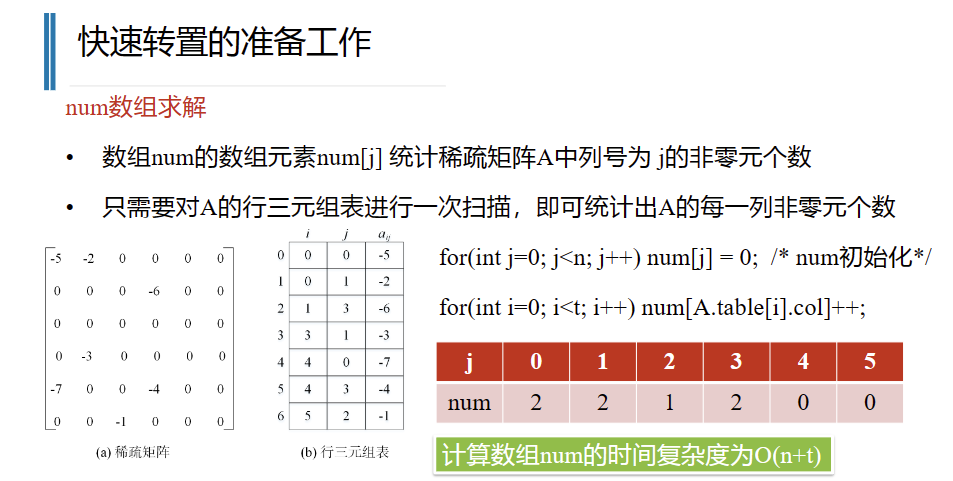 快速转置的准备工作
num数组求解
• 数组num的数组元素num[j] 统计稀疏矩阵A中列号为 j的非零元个数
• 只需要对A的行三元组表进行一次扫描，即可统计出A的每一列非零元个数
-5 -2 0 0 0 0
0 0 0 -6 0 0
0 0 0 0 0 0
0 -3 0 0 0 0
-7 0 0 -4 0 0
0 0 -1 0 0 0
(a) 稀疏矩阵
i j aij
0 0 0 -5
1 0 1 -2
2 1 3 -6
3 3 1 -3
4 4 0 -7
5 4 3 -4
6 5 2 -1
(b) 行三元组表
for(int j=0; j<n; j++) num[j] = 0; /* num初始化*/
for(int i=0; i<t; i++) num[A.table[i].col]++;
j 0 1 2 3 4 5
num 2 2 1 2 0 0
计算数组num的时间复杂度为O(n+t)